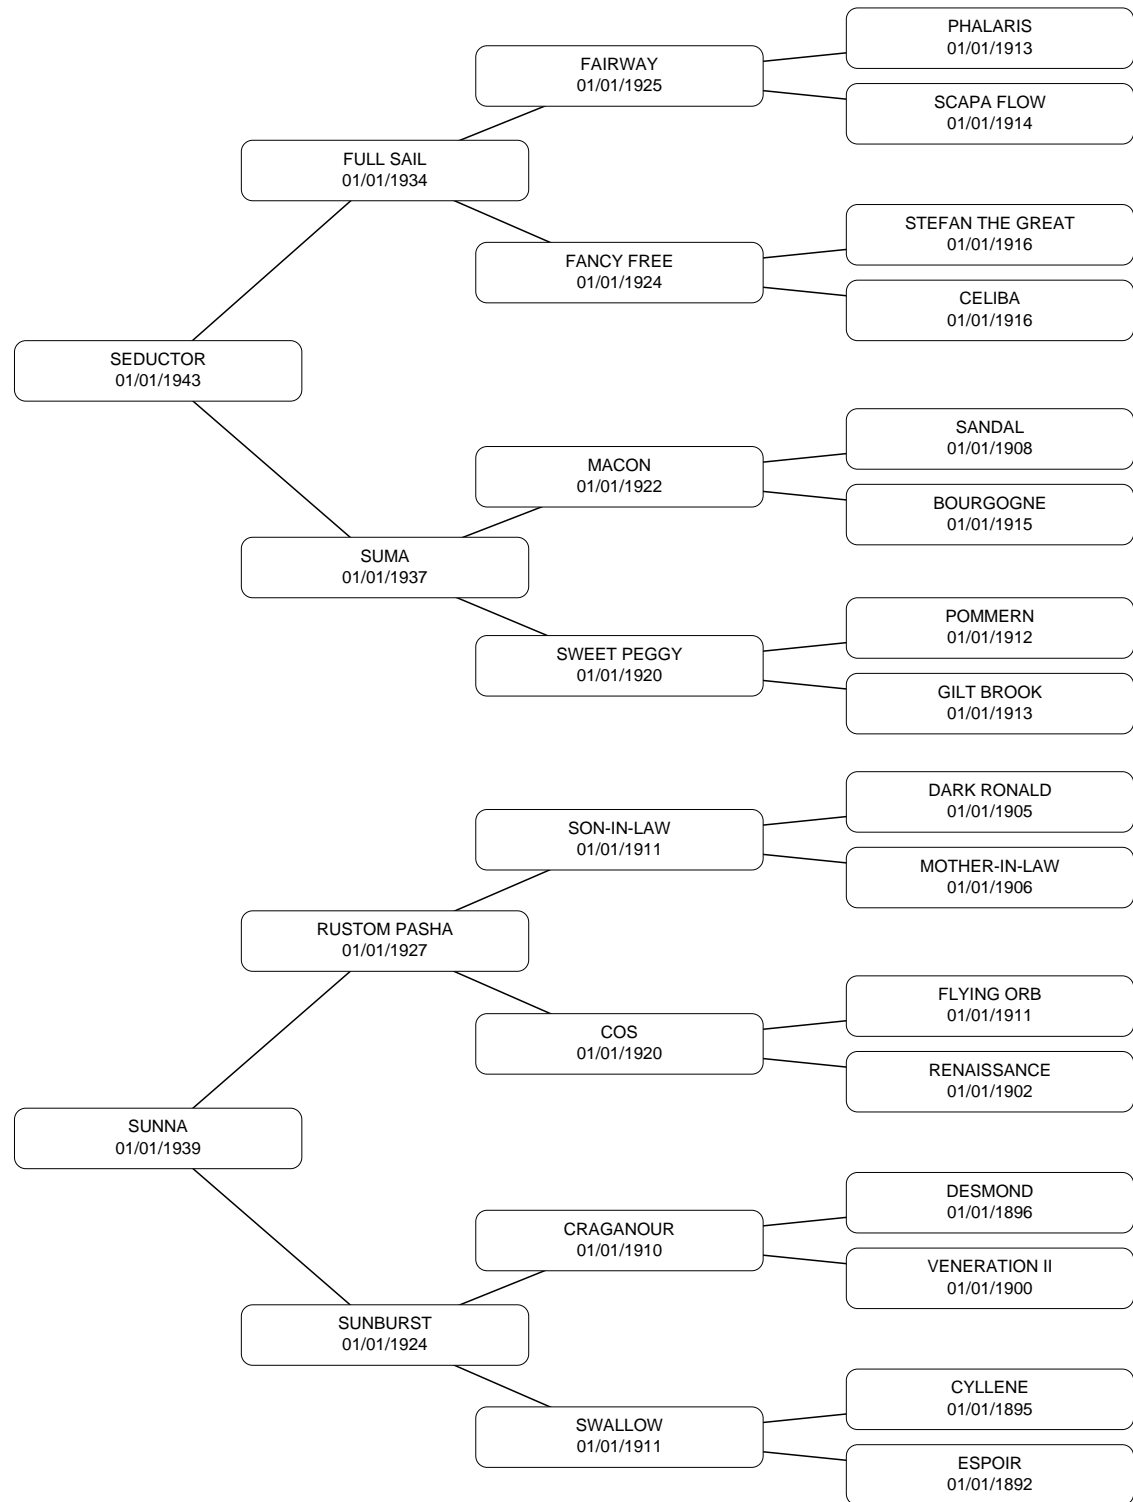 PHALARIS
01/01/1913
FAIRWAY
01/01/1925
SCAPA FLOW
01/01/1914
FULL SAIL
01/01/1934
STEFAN THE GREAT
01/01/1916
FANCY FREE
01/01/1924
CELIBA
01/01/1916
SEDUCTOR
01/01/1943
SANDAL
01/01/1908
MACON
01/01/1922
BOURGOGNE
01/01/1915
SUMA
01/01/1937
POMMERN
01/01/1912
SWEET PEGGY
01/01/1920
GILT BROOK
01/01/1913
DARK RONALD
01/01/1905
SON-IN-LAW
01/01/1911
MOTHER-IN-LAW
01/01/1906
RUSTOM PASHA
01/01/1927
FLYING ORB
01/01/1911
COS
01/01/1920
RENAISSANCE
01/01/1902
SUNNA
01/01/1939
DESMOND
01/01/1896
CRAGANOUR
01/01/1910
VENERATION II
01/01/1900
SUNBURST
01/01/1924
CYLLENE
01/01/1895
SWALLOW
01/01/1911
ESPOIR
01/01/1892